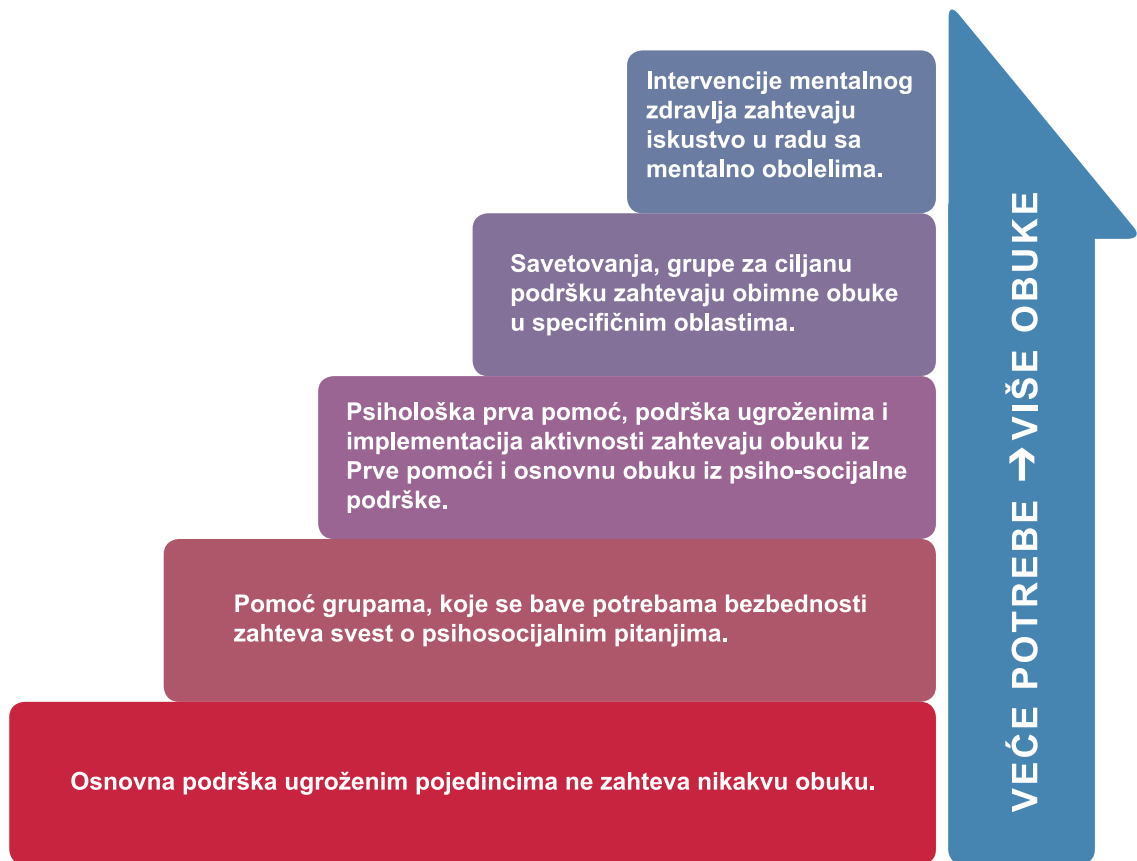 Intervencije mentalnog
zdravlja zahtevaju
iskustvo u radu sa
mentalno obolelima.
Savetovanja, grupe za ciljanu
podršku zahtevaju obimne obuke
u specifičnim oblastima.
Psihološka prva pomoć, podrška ugroženima i
implementacija aktivnosti zahtevaju obuku iz
Prve pomoći i osnovnu obuku iz psiho-socijalne
podrške.
Pomoć grupama, koje se bave potrebama bezbednosti
zahteva svest o psihosocijalnim pitanjima.
Osnovna podrška ugroženim pojedincima ne zahteva nikakvu obuku.
VEĆE POTREBE → VIŠE OBUKE